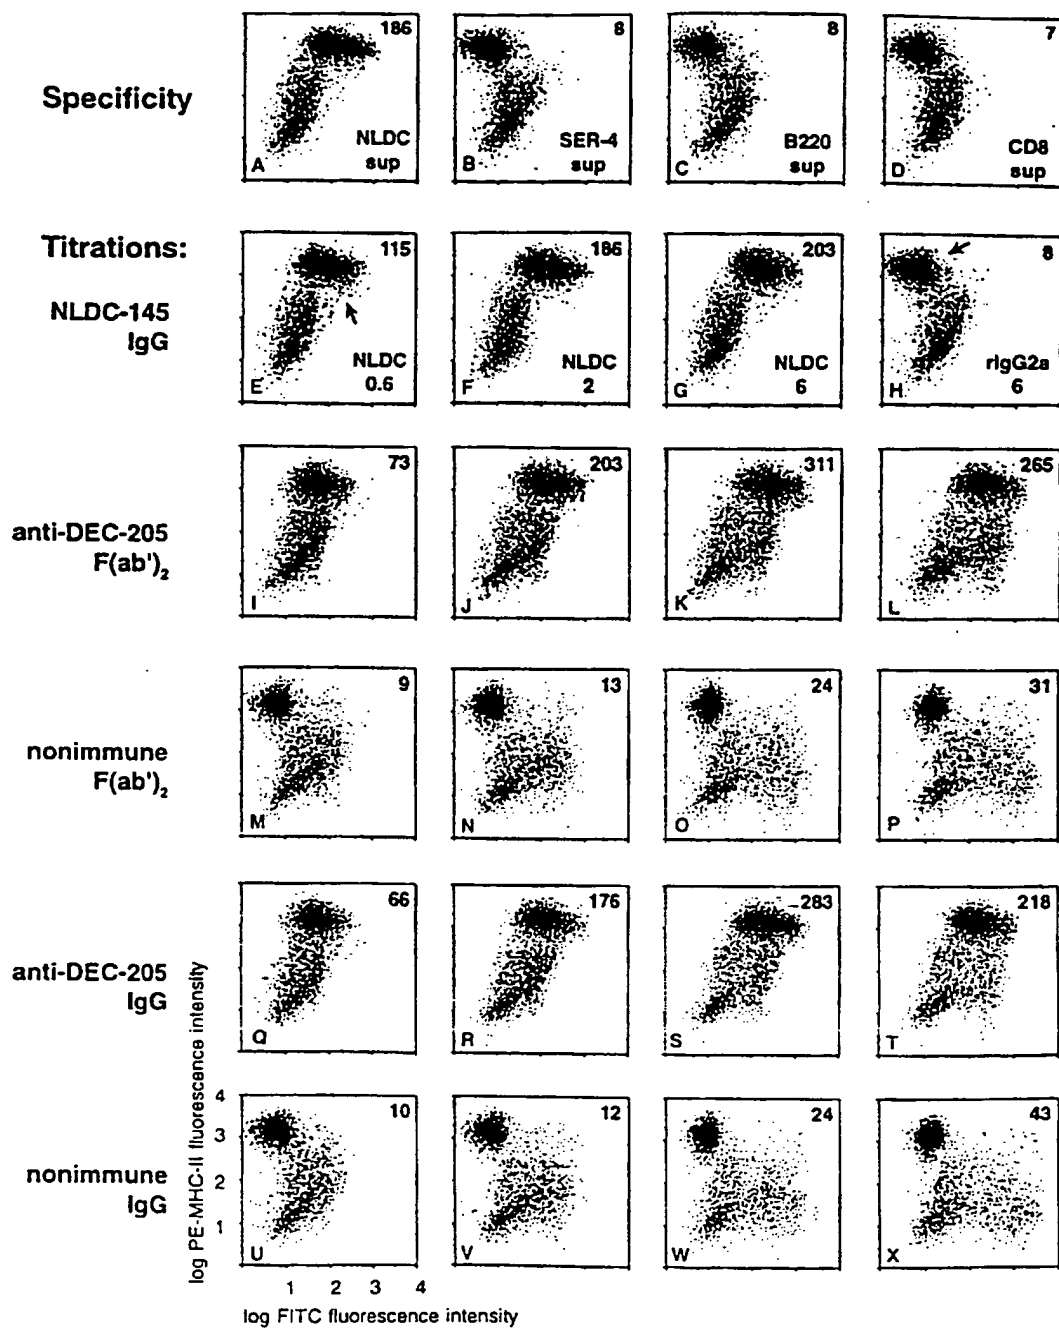 Specificity
186
NLDC
sup
A
8
SER-4
sup
B
8
B220
sup
C
7
CD8
sup
D
Titrations:
NLDC-145
IgG
115
NLDC
0.6
E
186
NLDC
2
F
203
NLDC
6
G
8
rIgG2a
6
H
anti-DEC-205
F(ab')₂
73
I
203
J
311
K
265
L
nonimmune
F(ab')₂
9
M
13
N
24
O
31
P
anti-DEC-205
IgG
66
Q
176
R
283
S
218
T
nonimmune
IgG
10
U
12
V
24
W
43
X
log PE-MHC-II fluorescence intensity
4
3
2
1
1 2 3 4
log FITC fluorescence intensity